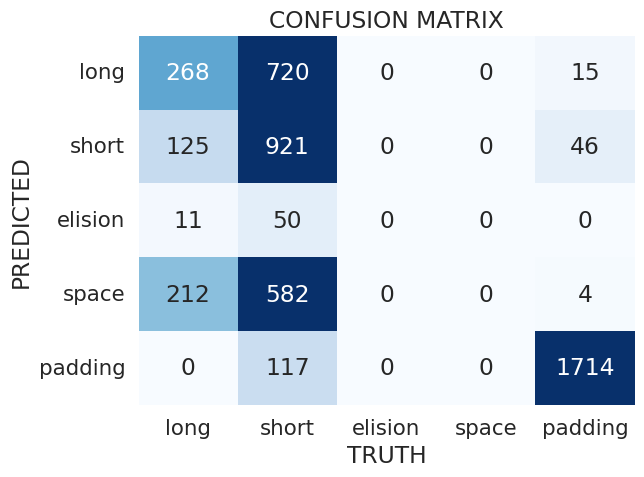 CONFUSION MATRIX
PREDICTED
long 268 720 0 0 15
short 125 921 0 0 46
elision 11 50 0 0 0
space 212 582 0 0 4
padding 0 117 0 0 1714
long short elision space padding
TRUTH